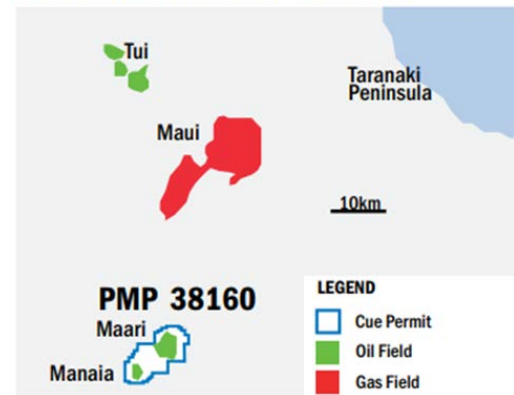 Tui
Taranaki
Peninsula
Maui
10km
PMP 38160
Maari
Manaia
LEGEND
Cue Permit
Oil Field
Gas Field